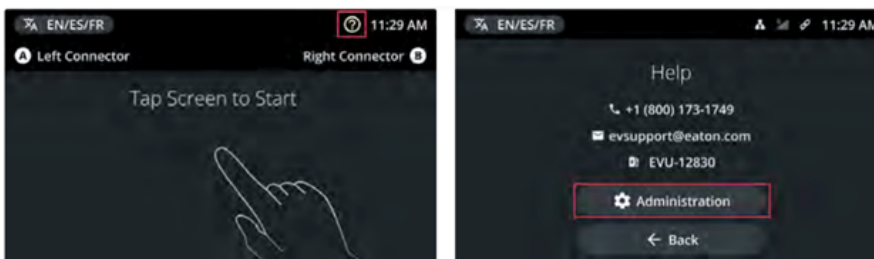 EN/ES/FR
11:29 AM
A Left Connector
Right Connector B
Tap Screen to Start
EN/ES/FR
11:29 AM
Help
+1 (800) 173-1749
evsupport@eaton.com
EVU-12830
Administration
← Back